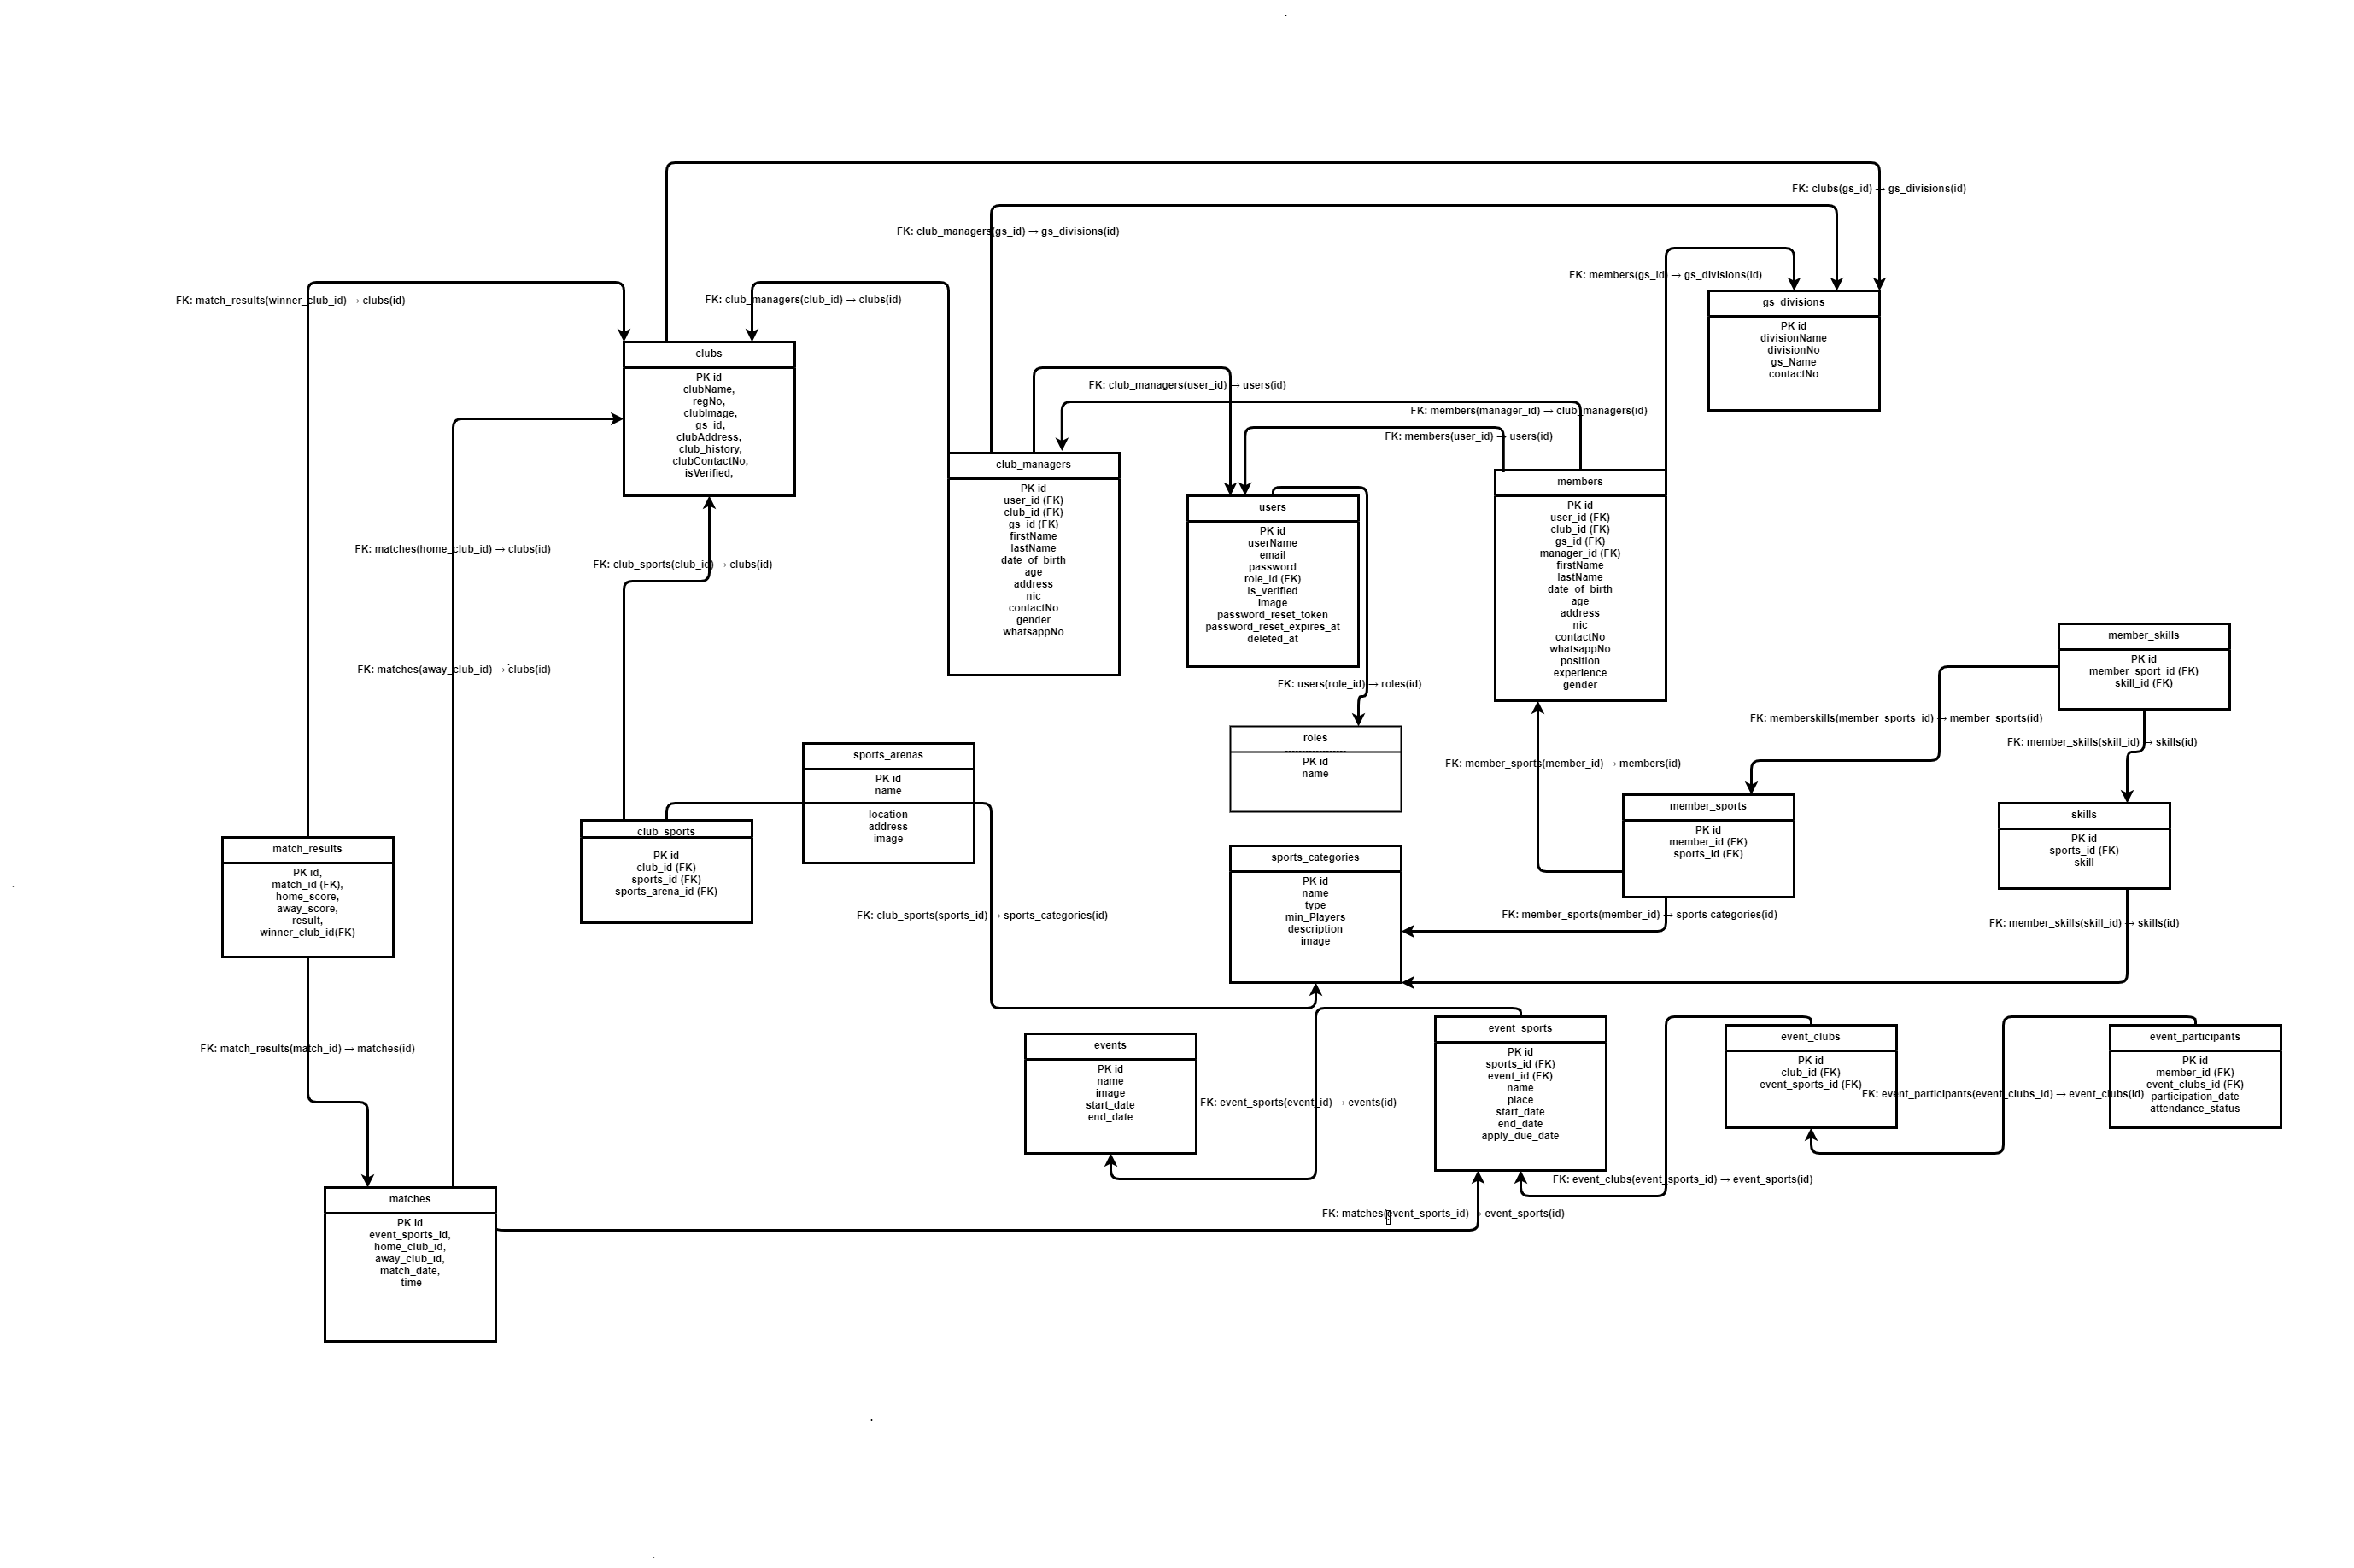 FK: clubs(gs_id) → gs_divisions(id)
FK: club_managers(gs_id) → gs_divisions(id)
FK: members(gs_id) → gs_divisions(id)
FK: match_results(winner_club_id) → clubs(id)
FK: club_managers(club_id) → clubs(id)
gs_divisions
PK id
divisionName
divisionNo
gs_Name
contactNo
clubs
PK id
clubName,
regNo,
clubImage,
gs_id,
clubAddress,
club_history,
clubContactNo,
isVerified,
FK: club_managers(user_id) → users(id)
FK: members(manager_id) → club_managers(id)
FK: members(user_id) → users(id)
club_managers
PK id
user_id (FK)
club_id (FK)
gs_id (FK)
firstName
lastName
date_of_birth
age
address
nic
contactNo
gender
whatsappNo
users
PK id
userName
email
password
role_id (FK)
is_verified
image
password_reset_token
password_reset_expires_at
deleted_at
members
PK id
user_id (FK)
club_id (FK)
gs_id (FK)
manager_id (FK)
firstName
lastName
date_of_birth
age
address
nic
contactNo
whatsappNo
position
experience
gender
FK: matches(home_club_id) → clubs(id)
FK: club_sports(club_id) → clubs(id)
FK: matches(away_club_id) → clubs(id)
FK: users(role_id) → roles(id)
member_skills
PK id
member_sport_id (FK)
skill_id (FK)
FK: memberskills(member_sports_id) → member_sports(id)
FK: member_skills(skill_id) → skills(id)
roles
-------------------
PK id
name
sports_arenas
PK id
name
location
address
image
FK: member_sports(member_id) → members(id)
member_sports
PK id
member_id (FK)
sports_id (FK)
skills
PK id
sports_id (FK)
skill
club_sports
------------------
PK id
club_id (FK)
sports_id (FK)
sports_arena_id (FK)
match_results
PK id,
match_id (FK),
home_score,
away_score,
result,
winner_club_id(FK)
sports_categories
PK id
name
type
min_Players
description
image
FK: club_sports(sports_id) → sports_categories(id)
FK: member_sports(member_id) → sports categories(id)
FK: member_skills(skill_id) → skills(id)
FK: match_results(match_id) → matches(id)
events
PK id
name
image
start_date
end_date
FK: event_sports(event_id) → events(id)
event_sports
PK id
sports_id (FK)
event_id (FK)
name
place
start_date
end_date
apply_due_date
event_clubs
PK id
club_id (FK)
event_sports_id (FK)
FK: event_participants(event_clubs_id) → event_clubs(id)
event_participants
PK id
member_id (FK)
event_clubs_id (FK)
participation_date
attendance_status
FK: event_clubs(event_sports_id) → event_sports(id)
FK: matches(event_sports_id) → event_sports(id)
matches
PK id
event_sports_id,
home_club_id,
away_club_id,
match_date,
time